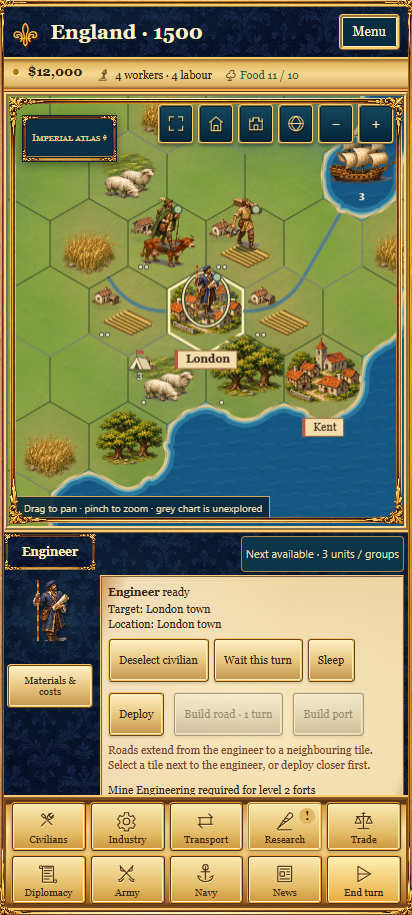 England · 1500
Menu
$12,000
4 workers · 4 labour
Food 11 / 10
IMPERIAL ATLAS
−
+
3
London
3
Kent
Drag to pan · pinch to zoom · grey chart is unexplored
Engineer
Next available · 3 units / groups
Engineer ready
Target: London town
Location: London town
Deselect civilian
Wait this turn
Sleep
Materials &
costs
Deploy
Build road · 1 turn
Build port
Roads extend from the engineer to a neighbouring tile.
Select a tile next to the engineer, or deploy closer first.
Mine Engineering required for level 2 forts
Civilians
Industry
Transport
Research
!
Trade
Diplomacy
Army
Navy
News
End turn